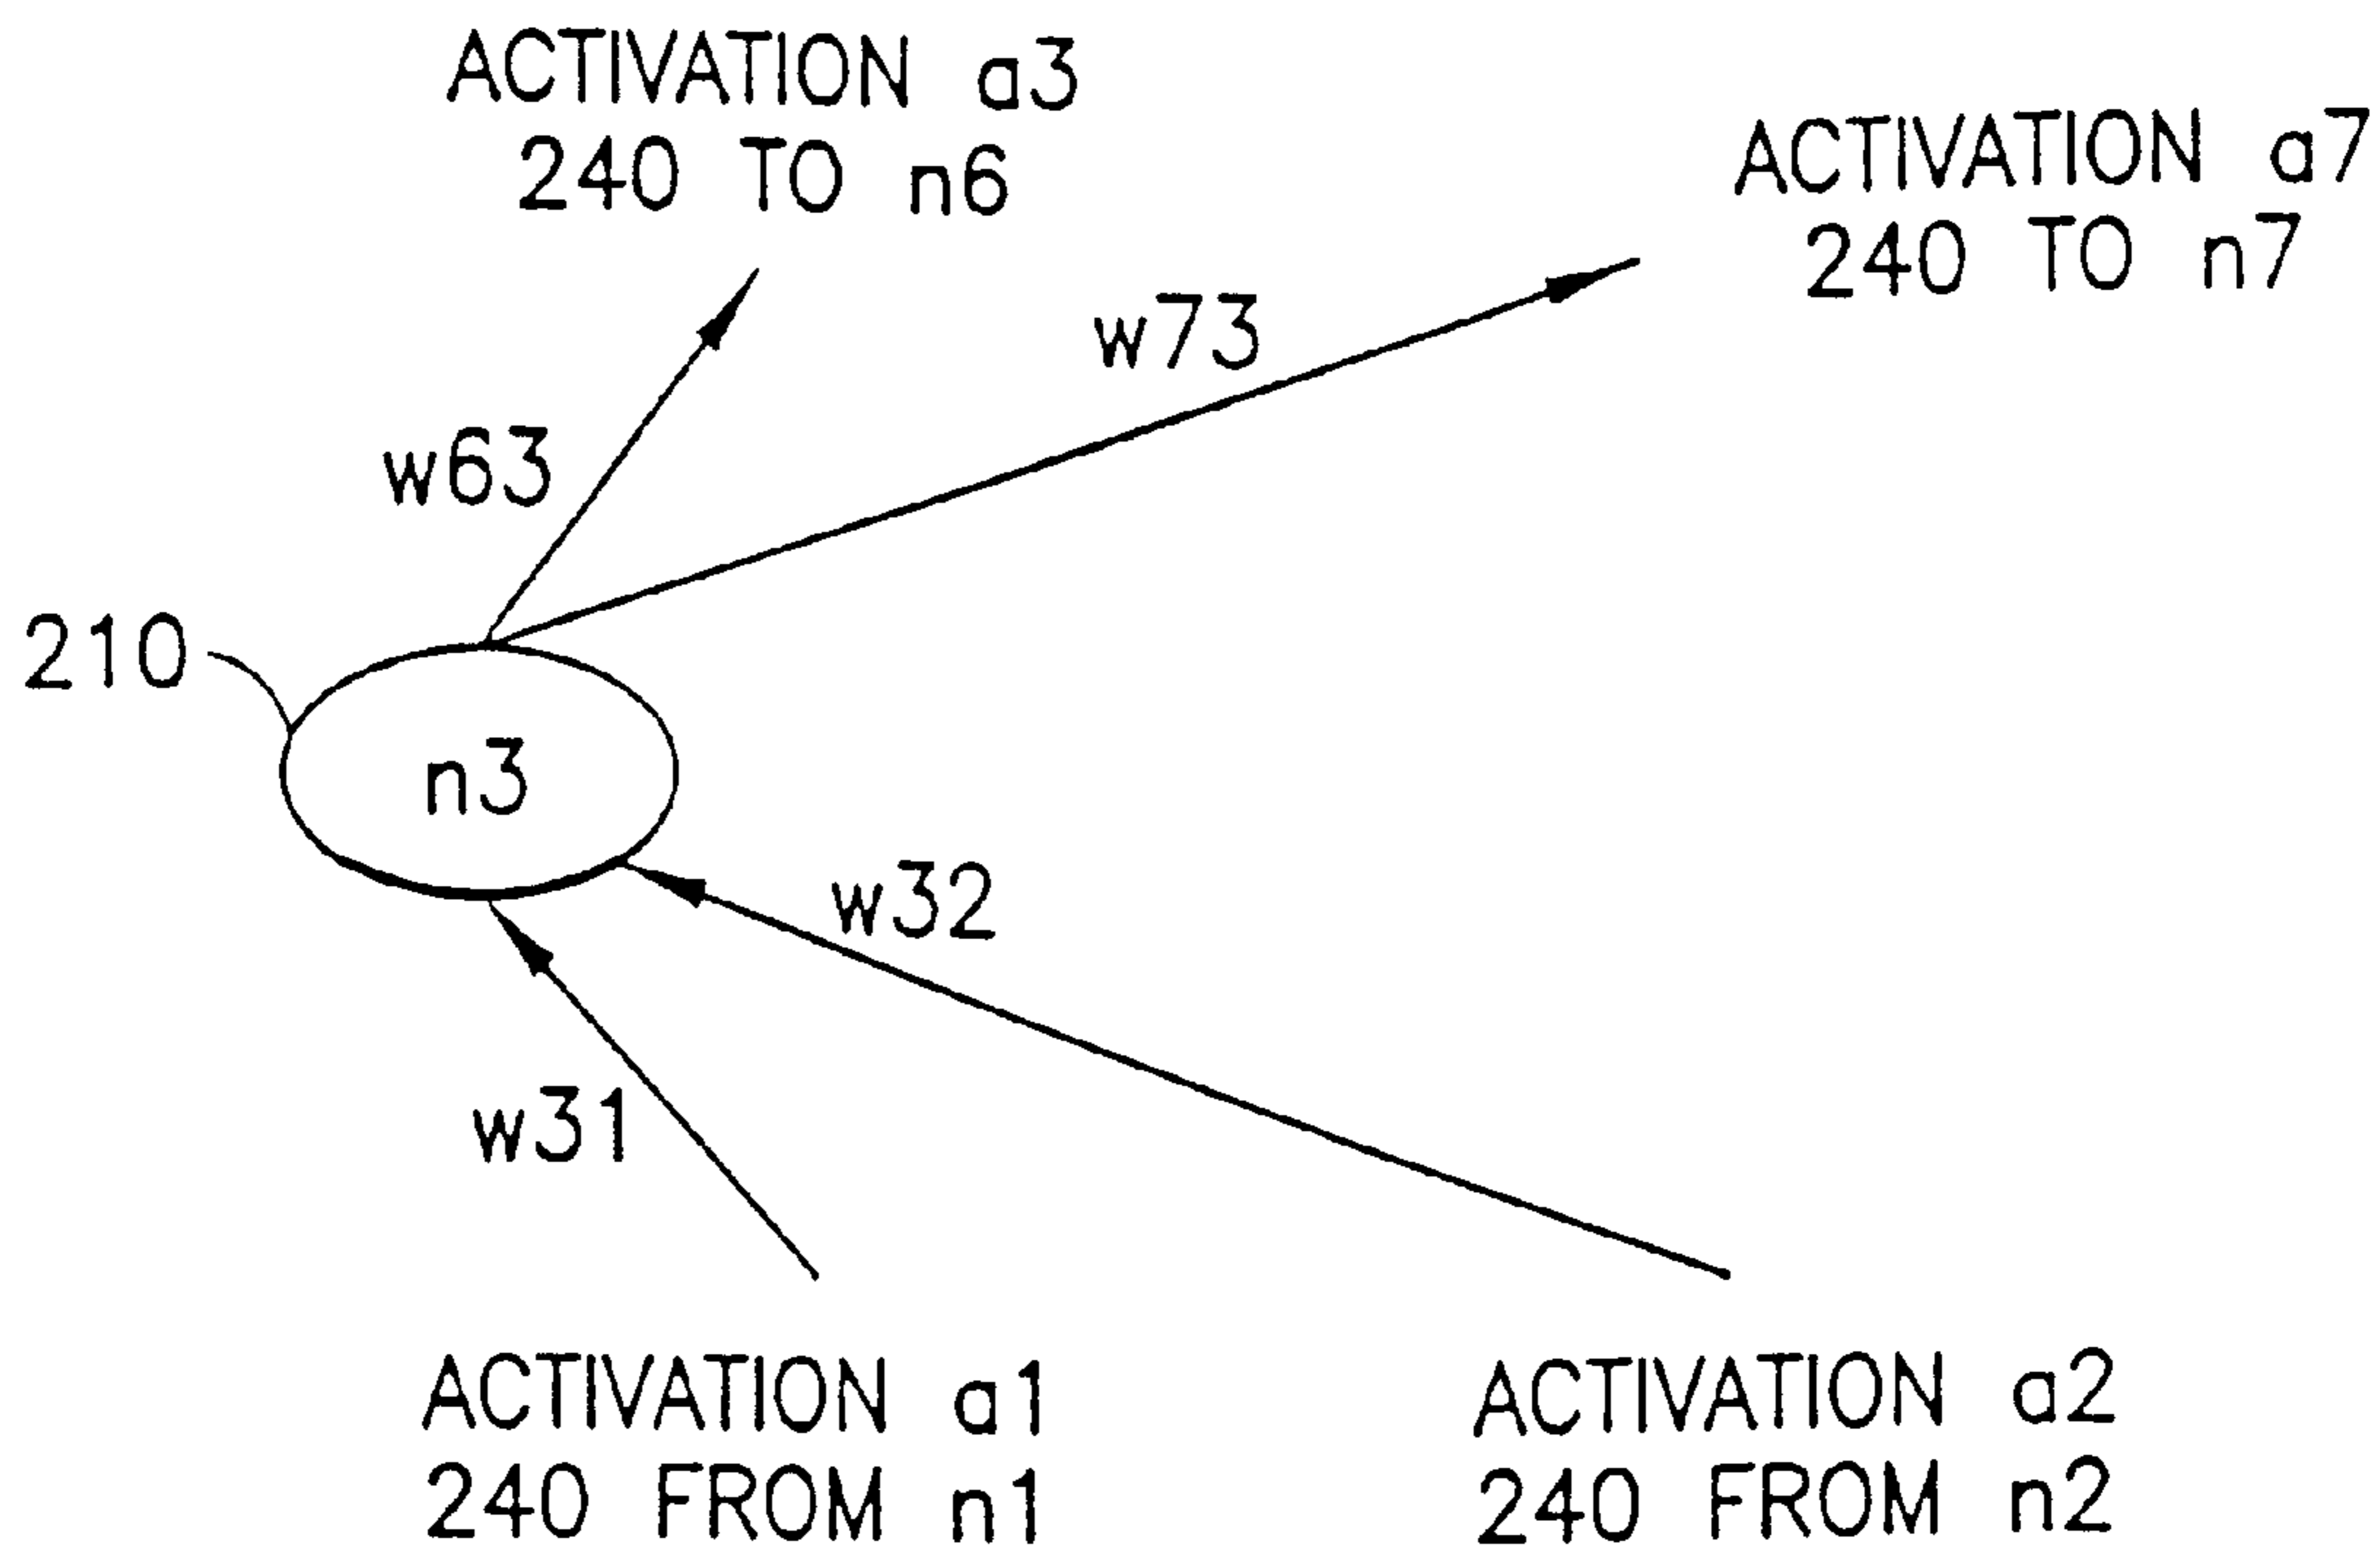 ACTIVATION a3
240 TO n6
ACTIVATION a7
240 TO n7
w73
w63
210
n3
w32
w31
ACTIVATION a1
240 FROM n1
ACTIVATION a2
240 FROM n2